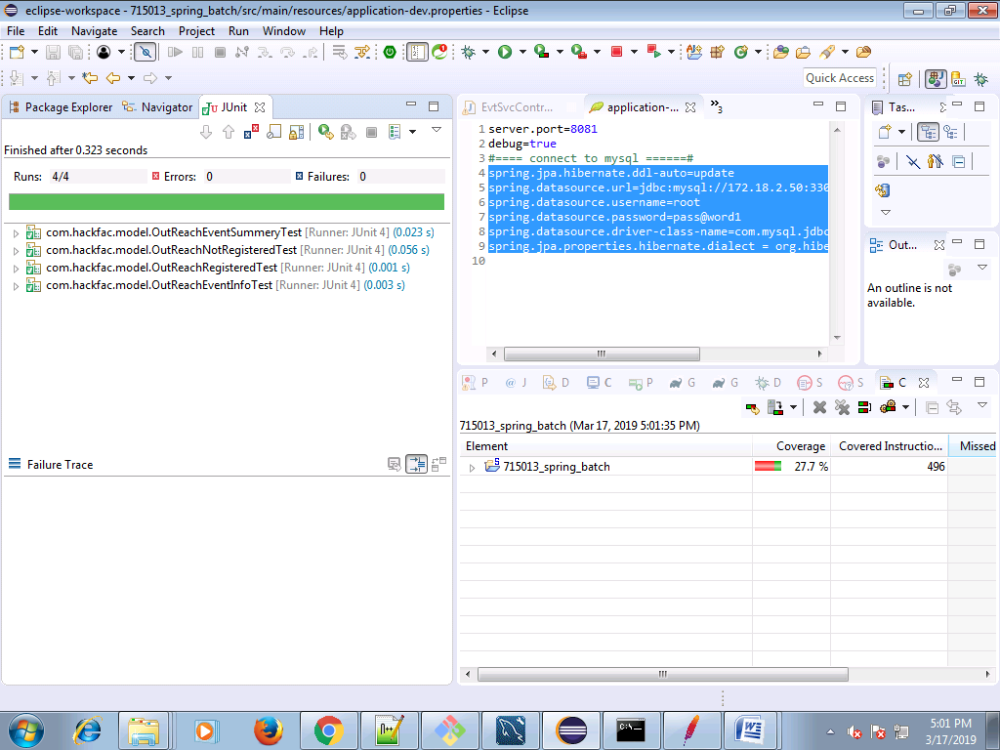 eclipse-workspace - 715013_spring_batch/src/main/resources/application-dev.properties - Eclipse
File Edit Navigate Search Project Run Window Help
Quick Access
Package Explorer Navigator JUnit
Finished after 0.323 seconds
Runs: 4/4 Errors: 0 Failures: 0
com.hackfac.model.OutReachEventSummeryTest [Runner: JUnit 4] (0.023 s)
com.hackfac.model.OutReachNotRegisteredTest [Runner: JUnit 4] (0.056 s)
com.hackfac.model.OutReachRegisteredTest [Runner: JUnit 4] (0.001 s)
com.hackfac.model.OutReachEventInfoTest [Runner: JUnit 4] (0.003 s)
Failure Trace
EvtSvcContr... application-... »3
1 server.port=8081
2 debug=true
3 #==== connect to mysql ======#
4 spring.jpa.hibernate.ddl-auto=update
5 spring.datasource.url=jdbc:mysql://172.18.2.50:330
6 spring.datasource.username=root
7 spring.datasource.password=pass@word1
8 spring.datasource.driver-class-name=com.mysql.jdbc
9 spring.jpa.properties.hibernate.dialect = org.hibe
10
Tas...
Out...
An outline is not
available.
P @ J D C P G G D S S C
715013_spring_batch (Mar 17, 2019 5:01:35 PM)
Element Coverage Covered Instructio... Missed
715013_spring_batch 27.7 % 496
5:01 PM
3/17/2019